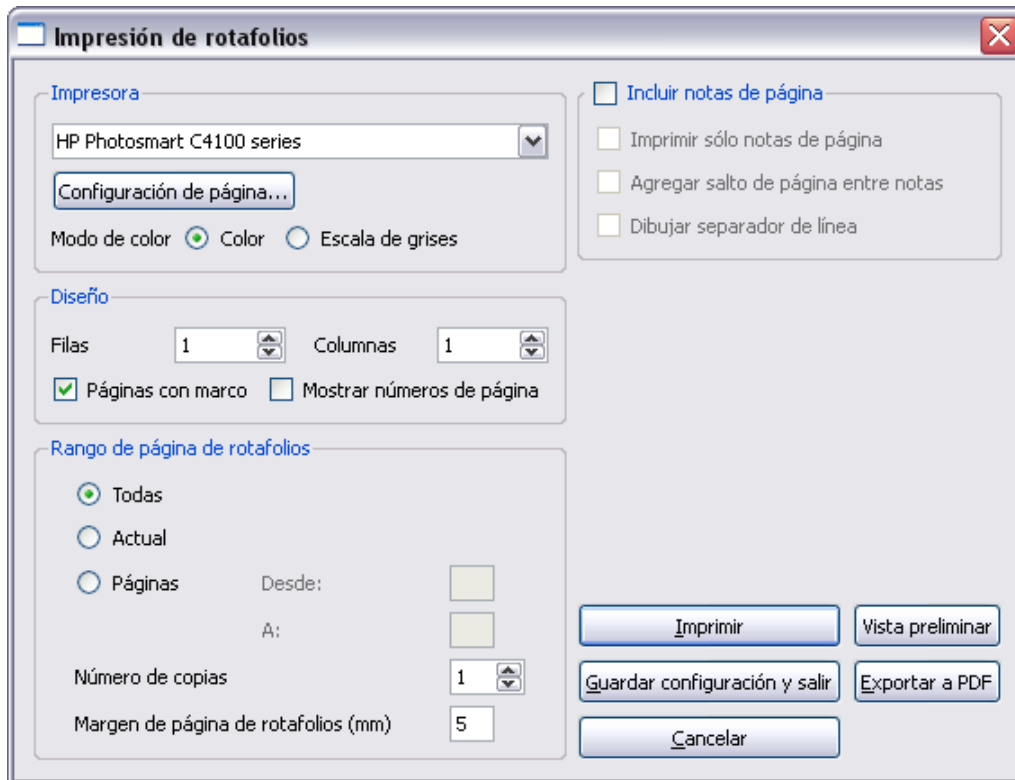 Impresión de rotafolios
Impresora
HP Photosmart C4100 series
Configuración de página...
Modo de color Color Escala de grises
Incluir notas de página
Imprimir sólo notas de página
Agregar salto de página entre notas
Dibujar separador de línea
Diseño
Filas 1 Columnas 1
Páginas con marco Mostrar números de página
Rango de página de rotafolios
Todas
Actual
Páginas Desde:
A:
Número de copias 1
Margen de página de rotafolios (mm) 5
Imprimir Vista preliminar
Guardar configuración y salir Exportar a PDF
Cancelar